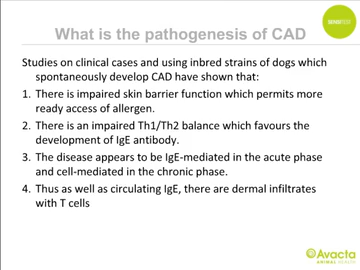 SENSITEST
What is the pathogenesis of CAD
Studies on clinical cases and using inbred strains of dogs which
spontaneously develop CAD have shown that:
1. There is impaired skin barrier function which permits more
ready access of allergen.
2. There is an impaired Th1/Th2 balance which favours the
development of IgE antibody.
3. The disease appears to be IgE-mediated in the acute phase
and cell-mediated in the chronic phase.
4. Thus as well as circulating IgE, there are dermal infiltrates
with T cells
Avacta
ANIMAL HEALTH